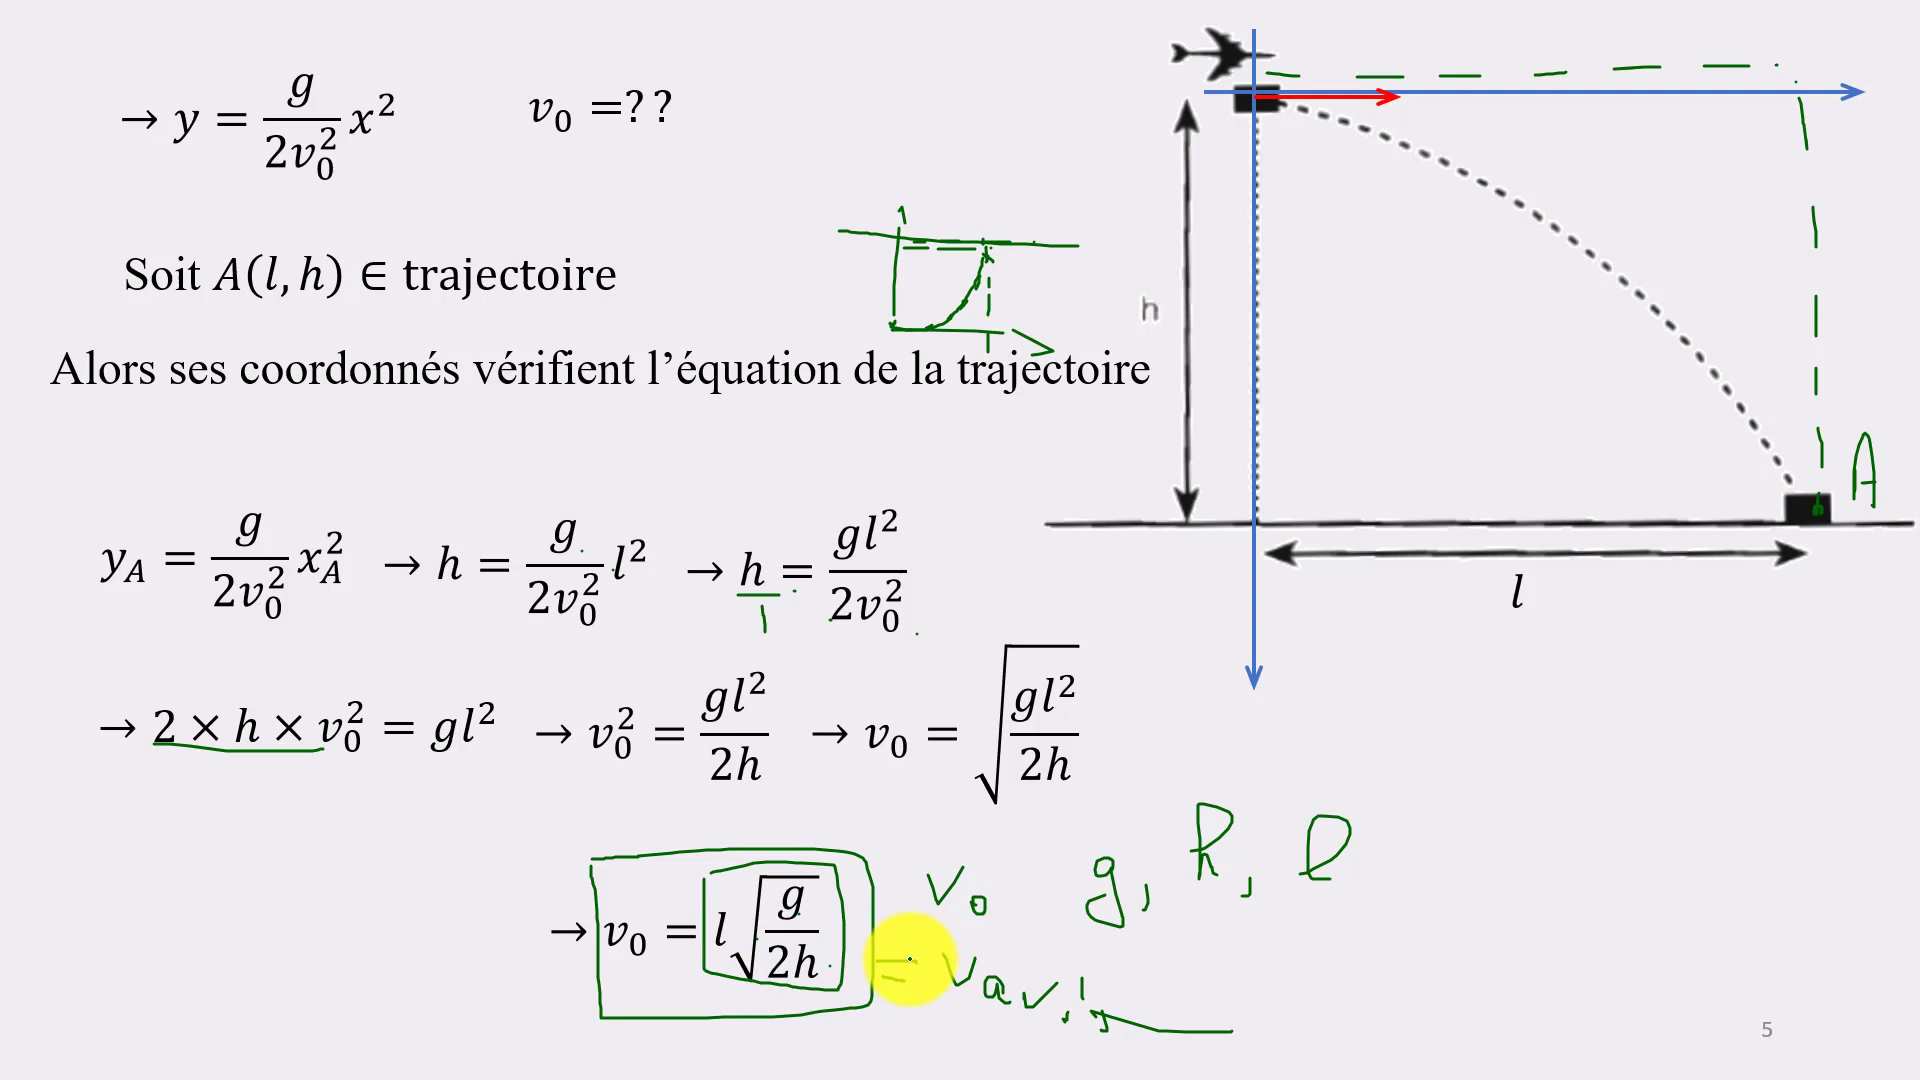 → y = g/(2v₀²) x²    v₀ =? ?
Soit A(l, h) ∈ trajectoire
Alors ses coordonnés vérifient l'équation de la trajectoire
h
A
y_A = g/(2v₀²) x_A² → h = g/(2v₀²) l² → h = gl²/(2v₀²)
l
→ 2 × h × v₀² = gl² → v₀² = gl²/(2h) → v₀ = √(gl²/(2h))
→ v₀ = l√(g/(2h))
v₀ g, h, l
= Vavi
5